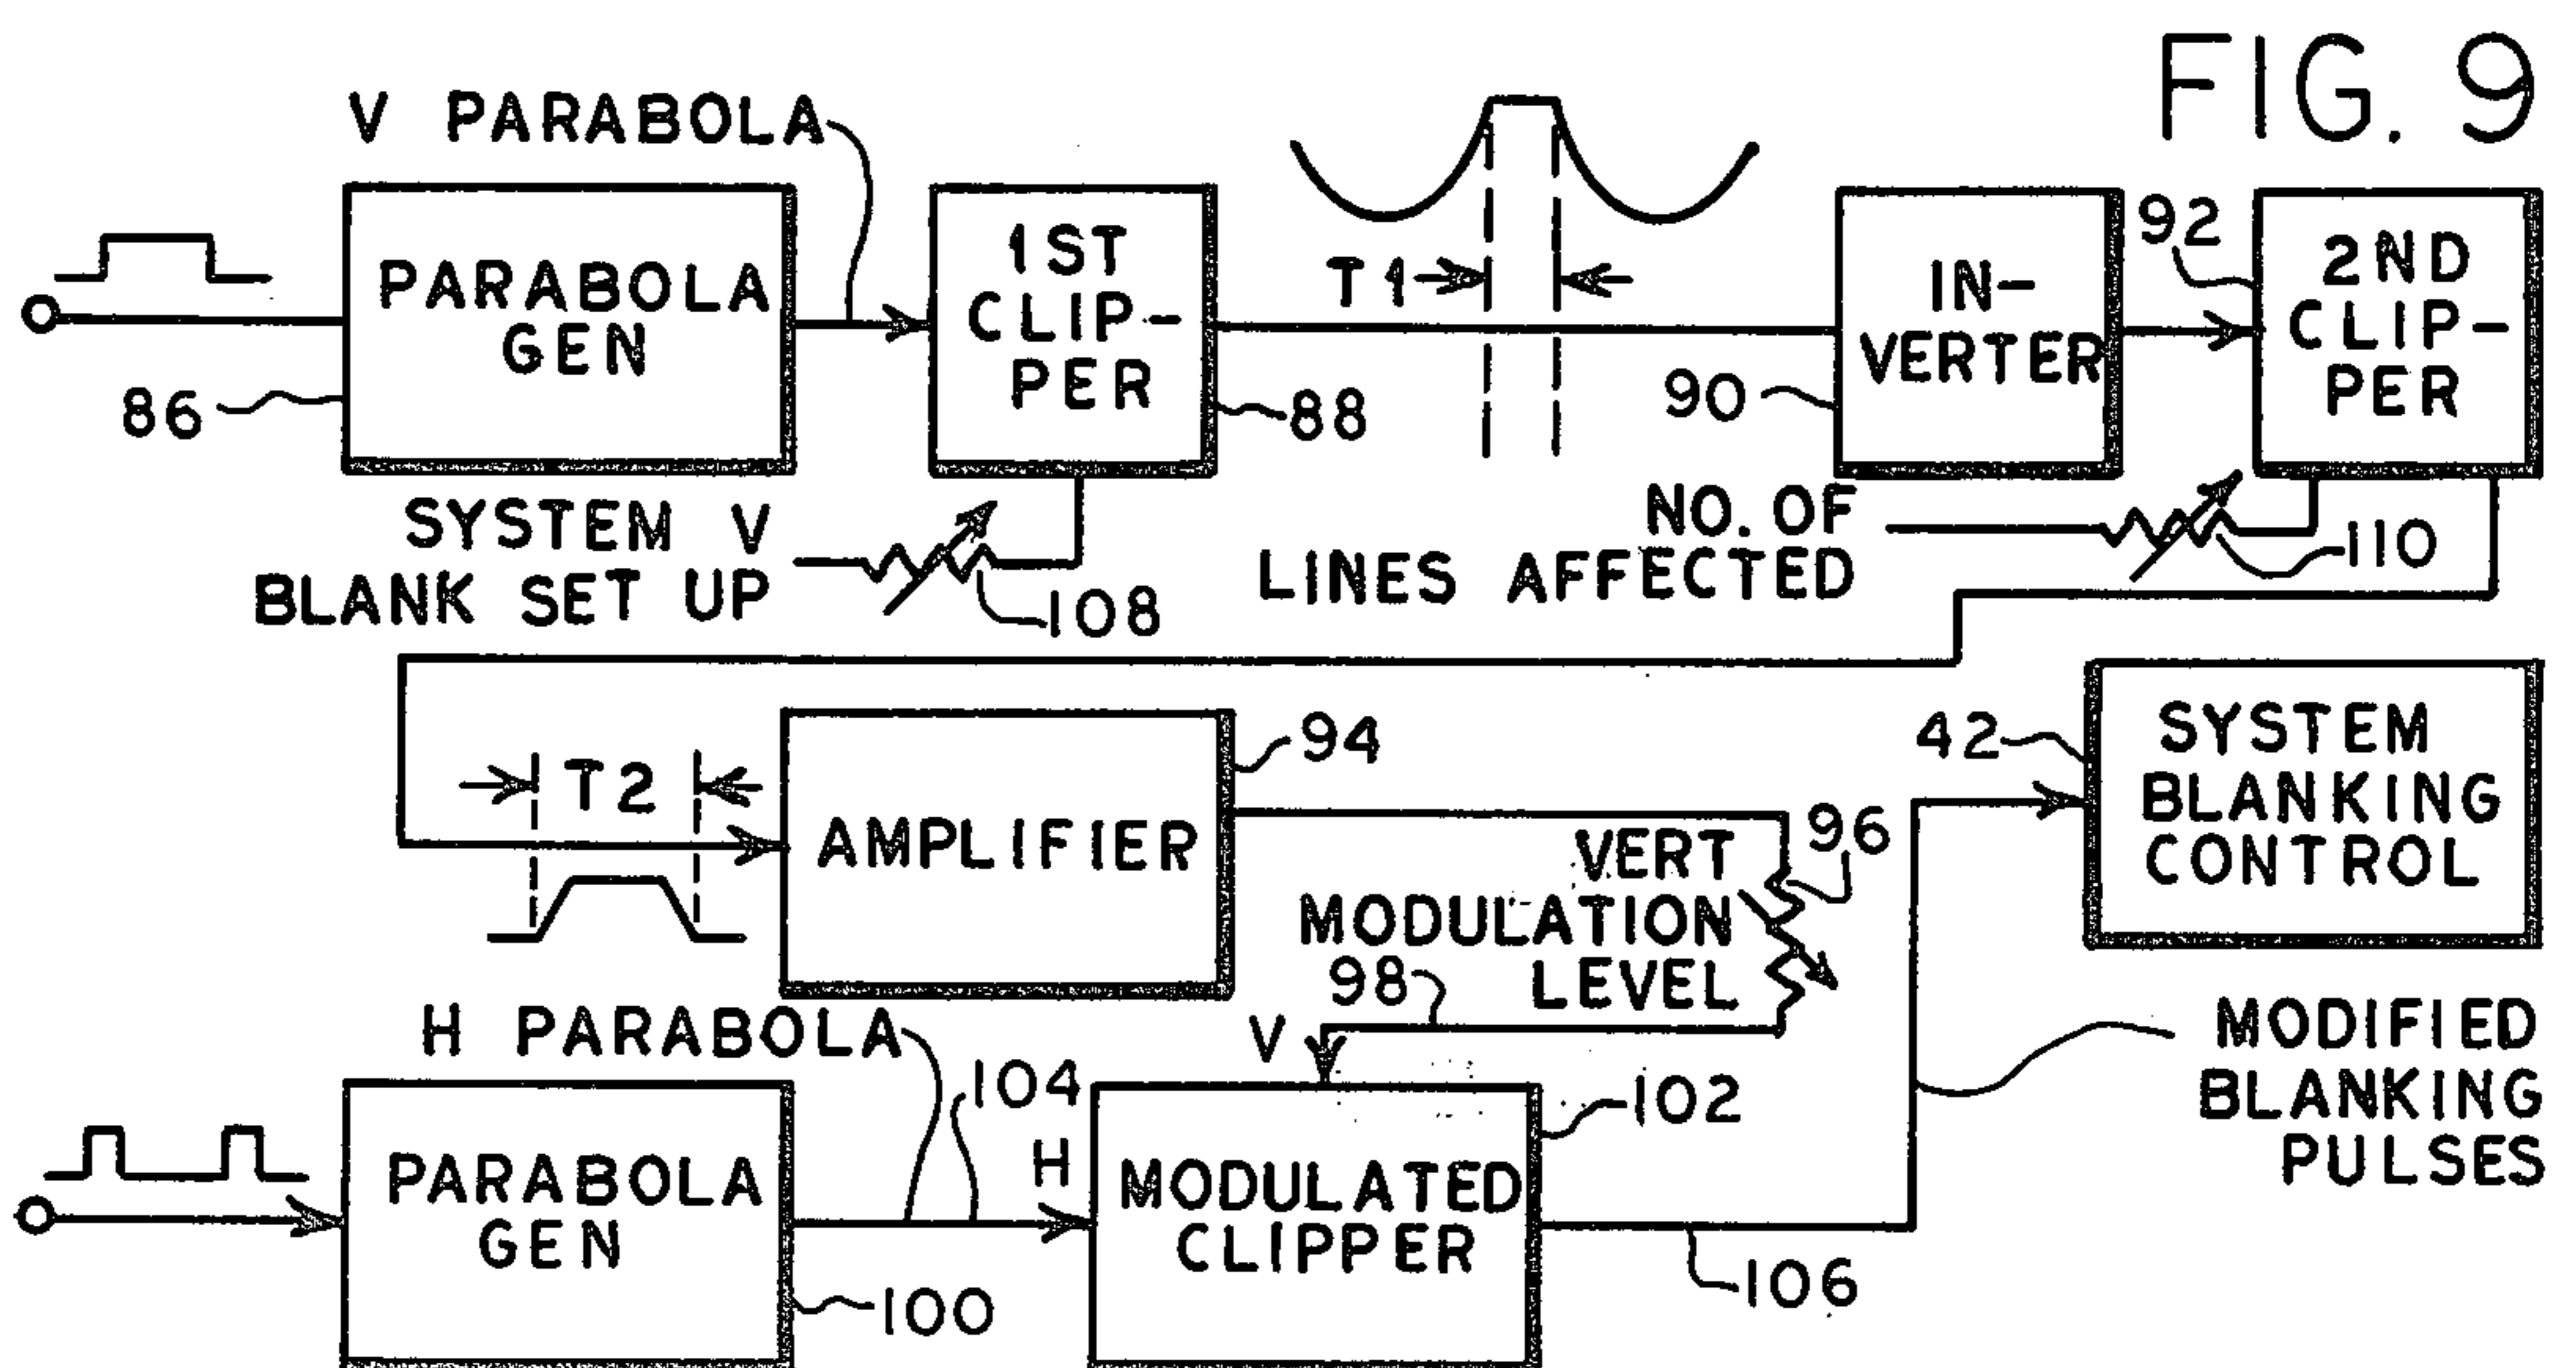 FIG. 9
V PARABOLA
PARABOLA
GEN
86
1ST
CLIP-
PER
88
T1
IN-
VERTER
90
92
2ND
CLIP-
PER
SYSTEM V
BLANK SET UP
108
NO. OF
LINES AFFECTED
110
T2
AMPLIFIER
94
VERT
MODULATION
LEVEL
96
98
V
42
SYSTEM
BLANKING
CONTROL
H PARABOLA
104
H
PARABOLA
GEN
100
MODULATED
CLIPPER
102
106
MODIFIED
BLANKING
PULSES